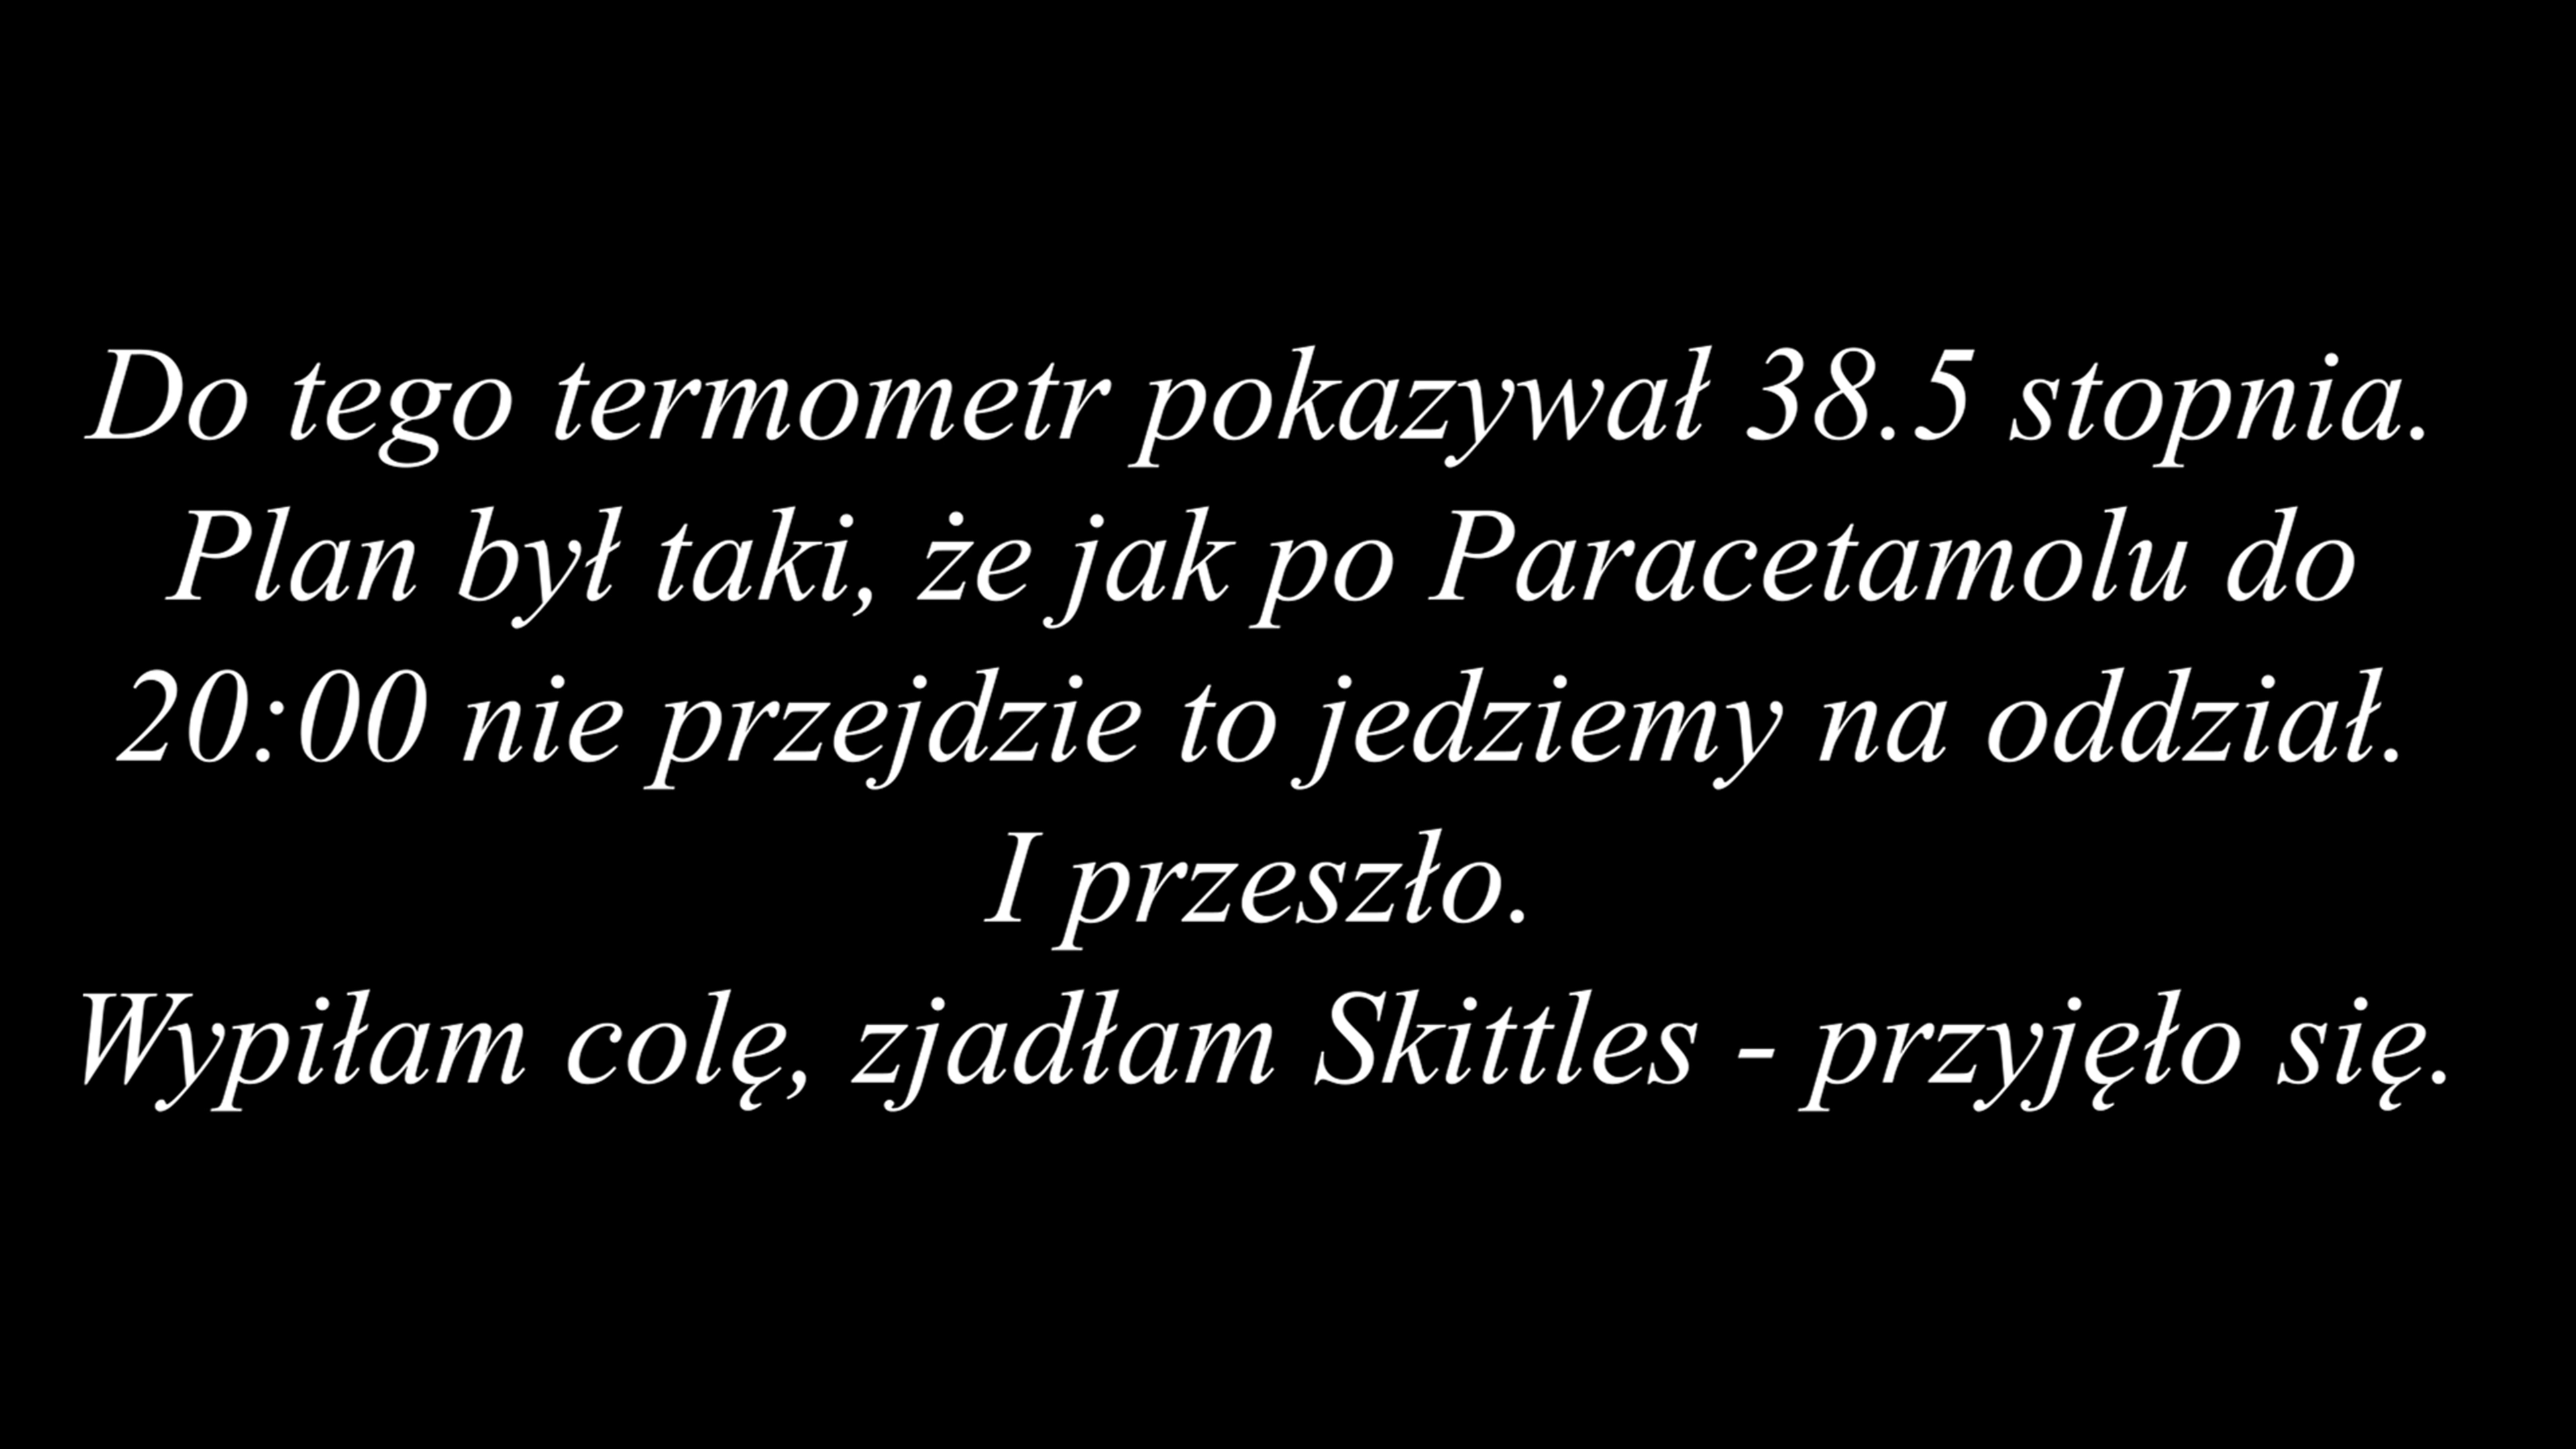 Do tego termometr pokazywał 38.5 stopnia.
Plan był taki, że jak po Paracetamolu do
20:00 nie przejdzie to jedziemy na oddział.
I przeszło.
Wypiłam colę, zjadłam Skittles - przyjęło się.